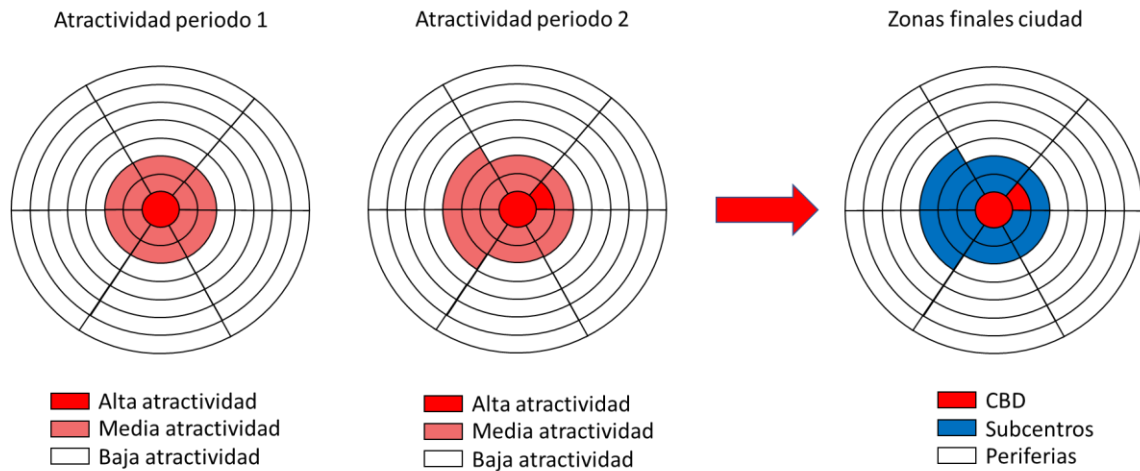 Atractividad periodo 1
Atractividad periodo 2
Zonas finales ciudad
Alta atractividad
Media atractividad
Baja atractividad
Alta atractividad
Media atractividad
Baja atractividad
CBD
Subcentros
Periferias